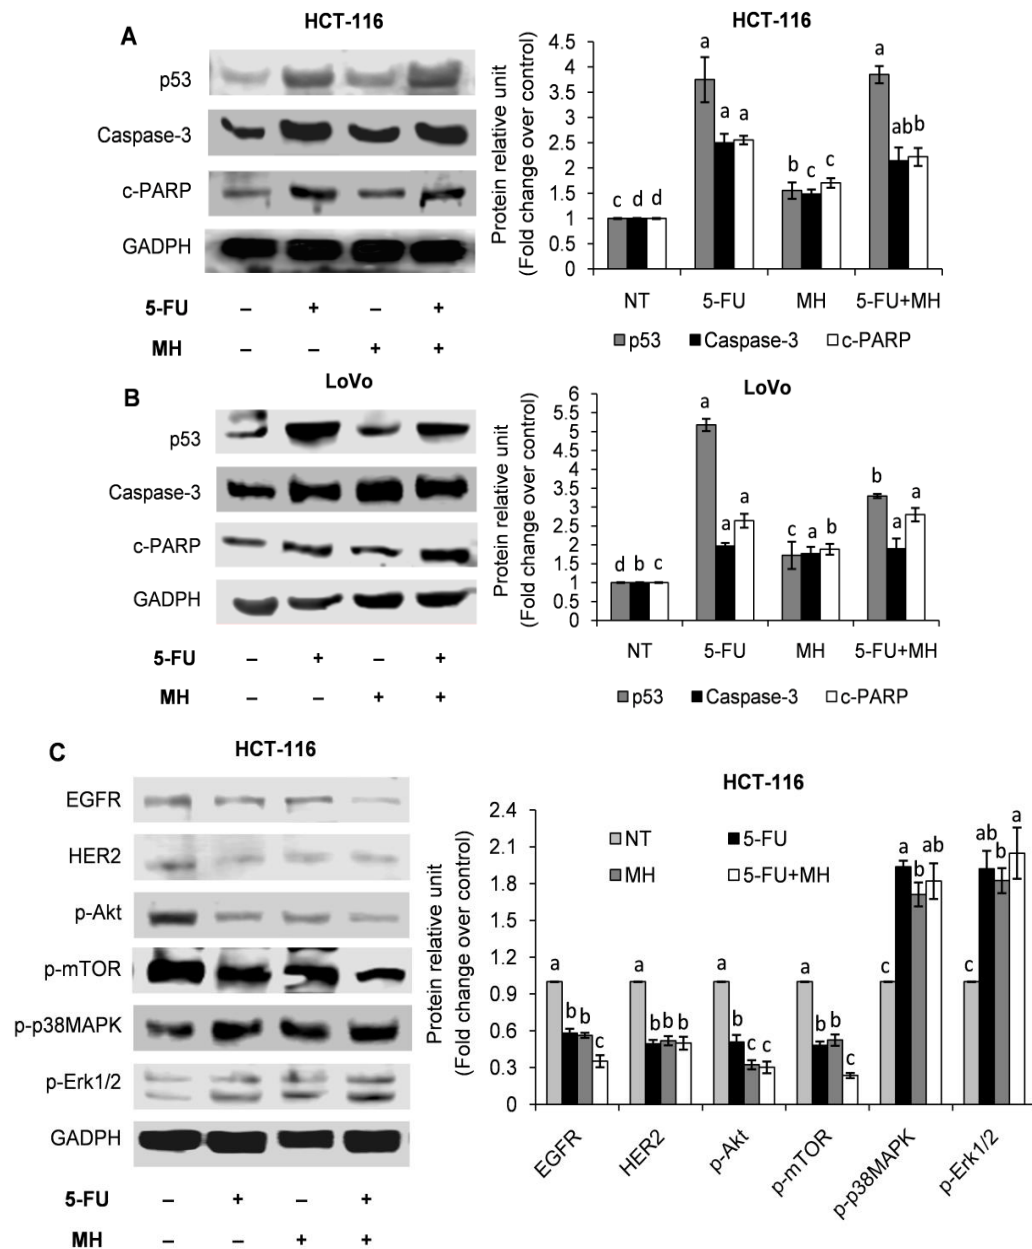 A
HCT-116
p53
Caspase-3
c-PARP
GADPH
5-FU – + – +
MH – – + +
HCT-116
Protein relative unit
(Fold change over control)
4.5
4
3.5
3
2.5
2
1.5
1
0.5
0
c d d
a a a
b c c
a ab b
NT 5-FU MH 5-FU+MH
p53 Caspase-3 c-PARP
B
LoVo
p53
Caspase-3
c-PARP
GADPH
5-FU – + – +
MH – – + +
LoVo
Protein relative unit
(Fold change over control)
6
5.5
5
4.5
4
3.5
3
2.5
2
1.5
1
0.5
0
d b c
a a a
c a b
b a a
NT 5-FU MH 5-FU+MH
p53 Caspase-3 c-PARP
C
HCT-116
EGFR
HER2
p-Akt
p-mTOR
p-p38MAPK
p-Erk1/2
GADPH
5-FU – + – +
MH – – + +
HCT-116
Protein relative unit
(Fold change over control)
2.4
2.1
1.8
1.5
1.2
0.9
0.6
0.3
0
NT 5-FU
MH 5-FU+MH
a b b c
a b b b
a b c c
a b b c
c a b ab
c ab b a
EGFR HER2 p-Akt p-mTOR p-p38MAPK p-Erk1/2